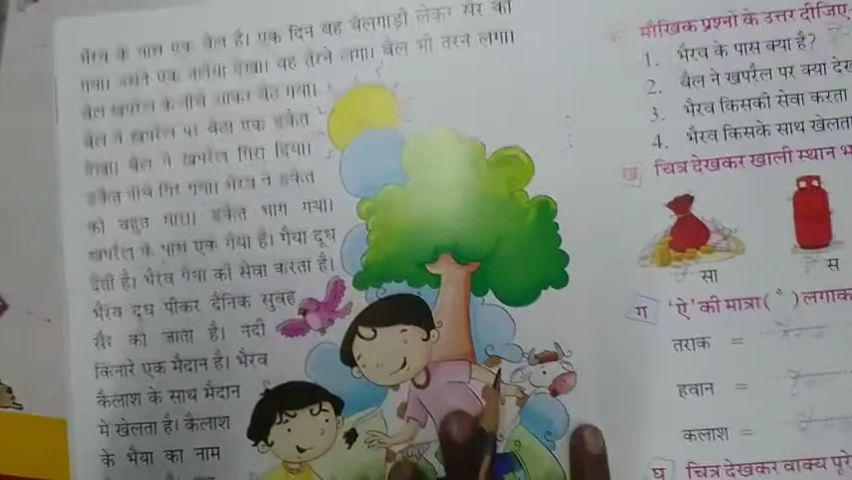 भैरव के पास एक बैल है। एक दिन वह बैलगाड़ी लेकर सैर को
गया। उसने एक तलैया देखा। वह तैरने लगा। बैल भी तैरने लगा।
बैल खपरैल के नीचे जाकर बैठ गया।
बैल ने खपरैल पर बैठा एक डकैत
देखा। बैल ने खपरैल गिरा दिया।
डकैत नीचे गिर गया। भैरव ने डकैत
को बहुत मारा। डकैत भाग गया।
खपरैल के पास एक गैया है। गैया दूध
देती है। भैरव गैया की सेवा करता है।
भैरव दूध पीकर दैनिक सुबह
सैर को जाता है। नदी
किनारे एक मैदान है। भैरव
कैलाश के साथ मैदान
में खेलता है। कैलाश
के भैया का नाम
मौखिक प्रश्नों के उत्तर दीजिए
1. भैरव के पास क्या है?
2. बैल ने खपरैल पर क्या
3. भैरव किसकी सेवा करता
4. भैरव किसके साथ खेलता
ख चित्र देखकर खाली स्थान
सा
स
ग 'ऐ' की मात्रा ( ै ) लगाक
तराक =
हवान =
कलाश =
घ चित्र देखकर वाक्य पूरे